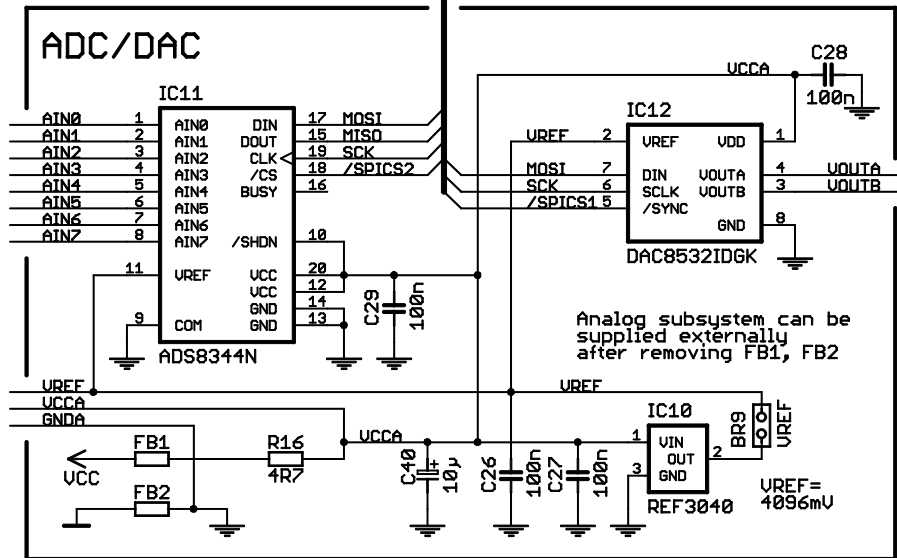 ADC/DAC
IC11
AIN0 1 AIN0 DIN 17 MOSI
AIN1 2 AIN1 DOUT 15 MISO
AIN2 3 AIN2 CLK 19 SCK
AIN3 4 AIN3 /CS 18 /SPICS2
AIN4 5 AIN4 BUSY 16
AIN5 6 AIN5
AIN6 7 AIN6
AIN7 8 AIN7 /SHDN 10
11 VREF VCC 20
VCC 12
GND 14
9 COM GND 13
ADS8344N
C29
100n
VCCA
C28
100n
IC12
VREF 2 VREF VDD 1
MOSI 7 DIN VOUTA 4 VOUTA
SCK 6 SCLK VOUTB 3 VOUTB
/SPICS1 5 /SYNC
GND 8
DAC8532IDGK
Analog subsystem can be
supplied externally
after removing FB1, FB2
VREF
VCCA
GNDA
VREF
FB1
VCC
FB2
R16
4R7
VCCA
C40
+
10µ
C26
100n
C27
100n
IC10
1 VIN
OUT 2
3 GND
REF3040
BR9
VREF
VREF=
4096mV